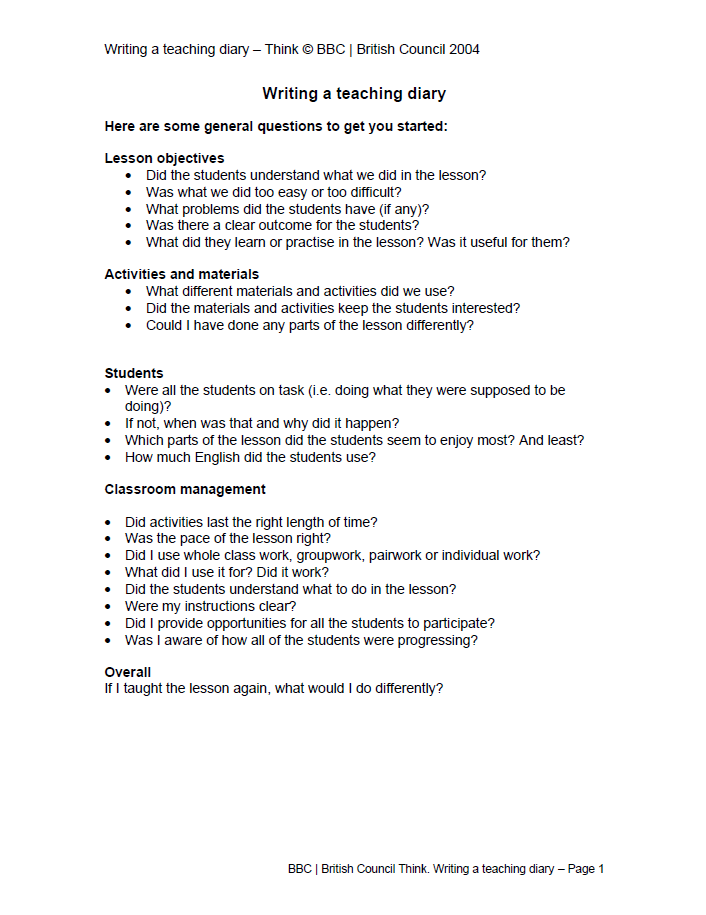 Writing a teaching diary – Think © BBC | British Council 2004
Writing a teaching diary
Here are some general questions to get you started:
Lesson objectives
• Did the students understand what we did in the lesson?
• Was what we did too easy or too difficult?
• What problems did the students have (if any)?
• Was there a clear outcome for the students?
• What did they learn or practise in the lesson? Was it useful for them?
Activities and materials
• What different materials and activities did we use?
• Did the materials and activities keep the students interested?
• Could I have done any parts of the lesson differently?
Students
• Were all the students on task (i.e. doing what they were supposed to be
doing)?
• If not, when was that and why did it happen?
• Which parts of the lesson did the students seem to enjoy most? And least?
• How much English did the students use?
Classroom management
• Did activities last the right length of time?
• Was the pace of the lesson right?
• Did I use whole class work, groupwork, pairwork or individual work?
• What did I use it for? Did it work?
• Did the students understand what to do in the lesson?
• Were my instructions clear?
• Did I provide opportunities for all the students to participate?
• Was I aware of how all of the students were progressing?
Overall
If I taught the lesson again, what would I do differently?
BBC | British Council Think. Writing a teaching diary – Page 1